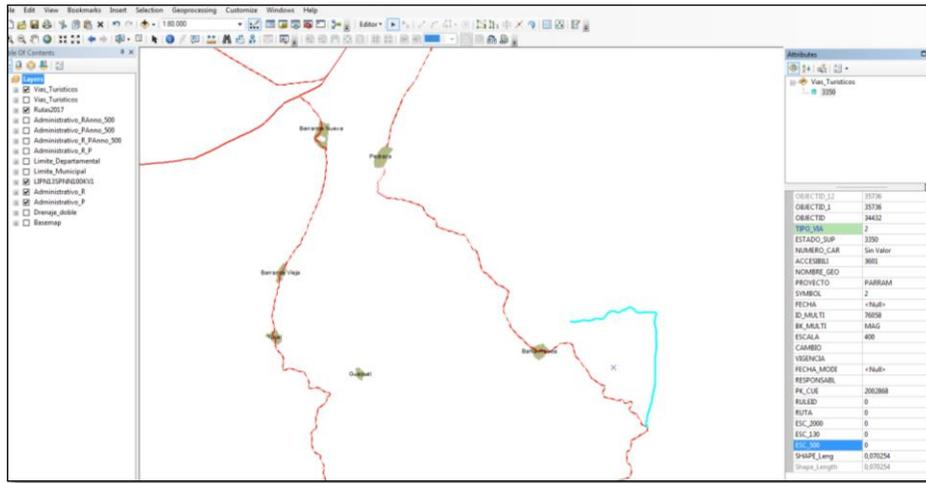 File Edit View Bookmarks Insert Selection Geoprocessing Customize Windows Help
1:80.000
Editor
Table Of Contents
Layers
Vias_Turisticos
Vias_Turisticos
Rutas2017
Administrativo_RAnno_500
Administrativo_PAnno_500
Administrativo_R_PAnno_500
Administrativo_R_P
Limite_Departamental
Limite_Municipal
Administrativo_R
Administrativo_P
Drenaje_doble
Basemap
Barranca Nueva
Pedraza
Barranca Vieja
Guaquirí
Attributes
Vias_Turisticos
3350
OBJECTID_12 35736
OBJECTID_1 35736
OBJECTID 34432
TIPO_VIA 2
ESTADO_SUP 3350
NUMERO_CAR Sin Valor
ACCESIBILI 3601
NOMBRE_GEO
PROYECTO PARRAM
SYMBOL 2
FECHA <Null>
ID_MULTI 76058
BK_MULTI MAG
ESCALA 400
CAMBIO
VIGENCIA
FECHA_MODI <Null>
RESPONSABL
PK_CUE 2002868
RULEID 0
RUTA 0
ESC_2000 0
ESC_130 0
ESC_500 0
SHAPE_Leng 0,070254
Shape_Length 0,070254